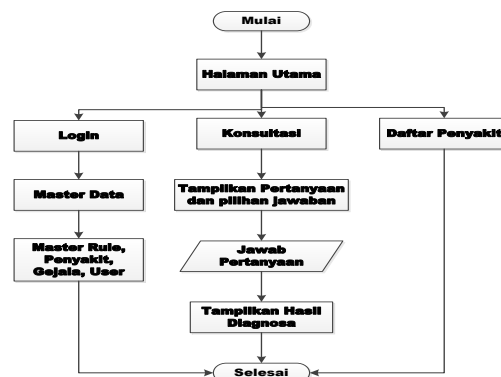 Mulai
Halaman Utama
Login
Konsultasi
Daftar Penyakit
Master Data
Tampilkan Pertanyaan
dan pilihan jawaban
Master Rule,
Penyakit,
Gejala, User
Jawab
Pertanyaan
Tampilkan Hasil
Diagnosa
Selesai